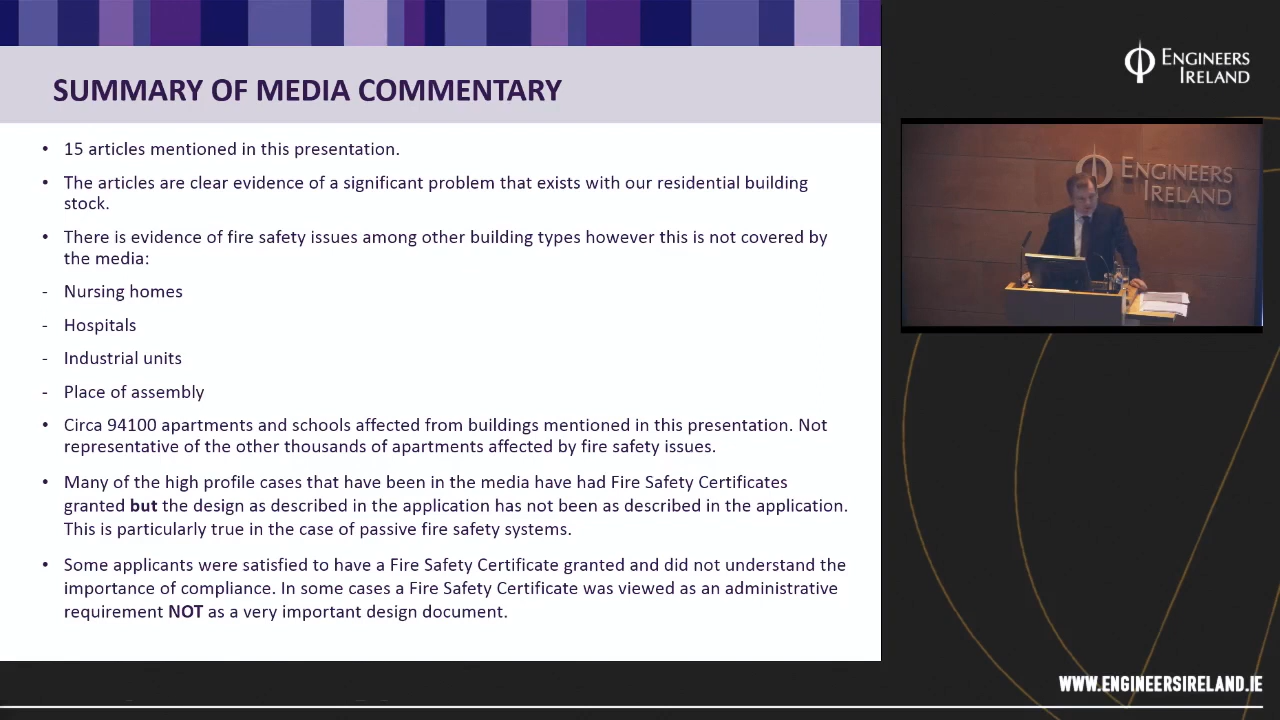 SUMMARY OF MEDIA COMMENTARY
• 15 articles mentioned in this presentation.
• The articles are clear evidence of a significant problem that exists with our residential building
stock.
• There is evidence of fire safety issues among other building types however this is not covered by
the media:
- Nursing homes
- Hospitals
- Industrial units
- Place of assembly
• Circa 94100 apartments and schools affected from buildings mentioned in this presentation. Not
representative of the other thousands of apartments affected by fire safety issues.
• Many of the high profile cases that have been in the media have had Fire Safety Certificates
granted but the design as described in the application has not been as described in the application.
This is particularly true in the case of passive fire safety systems.
• Some applicants were satisfied to have a Fire Safety Certificate granted and did not understand the
importance of compliance. In some cases a Fire Safety Certificate was viewed as an administrative
requirement NOT as a very important design document.
ENGINEERS
IRELAND
ENGINEERS
IRELAND
WWW.ENGINEERSIRELAND.IE